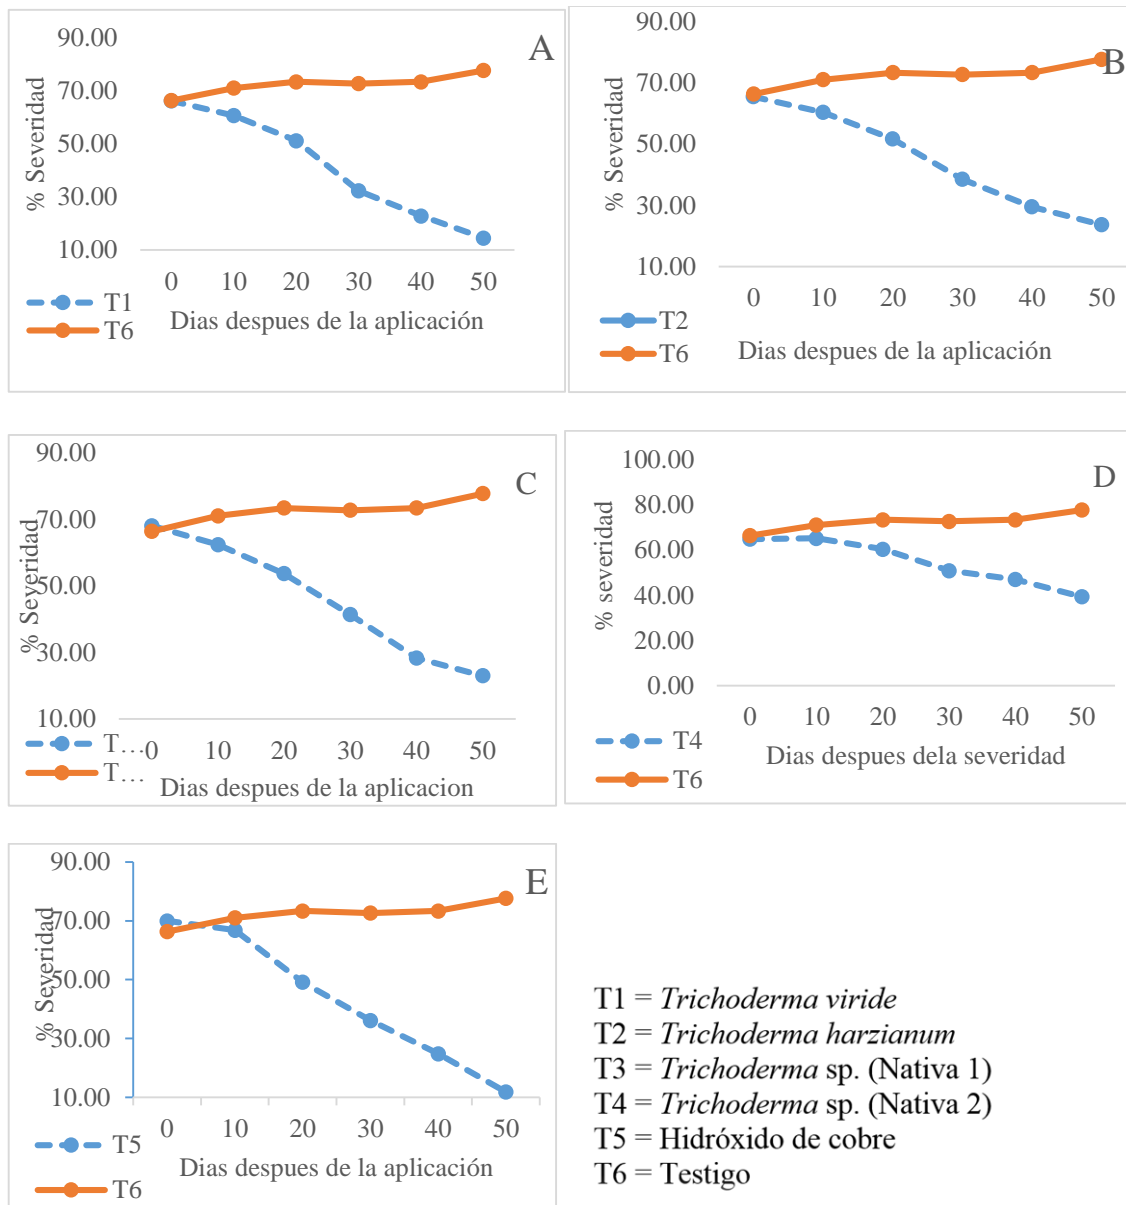 A
90.00
70.00
50.00
30.00
10.00
% Severidad
0 10 20 30 40 50
T1
T6
Dias despues de la aplicación
B
90.00
70.00
50.00
30.00
10.00
% Severidad
0 10 20 30 40 50
T2
T6
Dias despues de la aplicación
C
90.00
70.00
50.00
30.00
10.00
% Severidad
0 10 20 30 40 50
T…
T…
Dias despues de la aplicacion
D
100.00
80.00
60.00
40.00
20.00
0.00
% severidad
0 10 20 30 40 50
T4
T6
Dias despues dela severidad
E
90.00
70.00
50.00
30.00
10.00
% Severidad
0 10 20 30 40 50
T5
T6
Dias despues de la aplicación
T1 = Trichoderma viride
T2 = Trichoderma harzianum
T3 = Trichoderma sp. (Nativa 1)
T4 = Trichoderma sp. (Nativa 2)
T5 = Hidróxido de cobre
T6 = Testigo